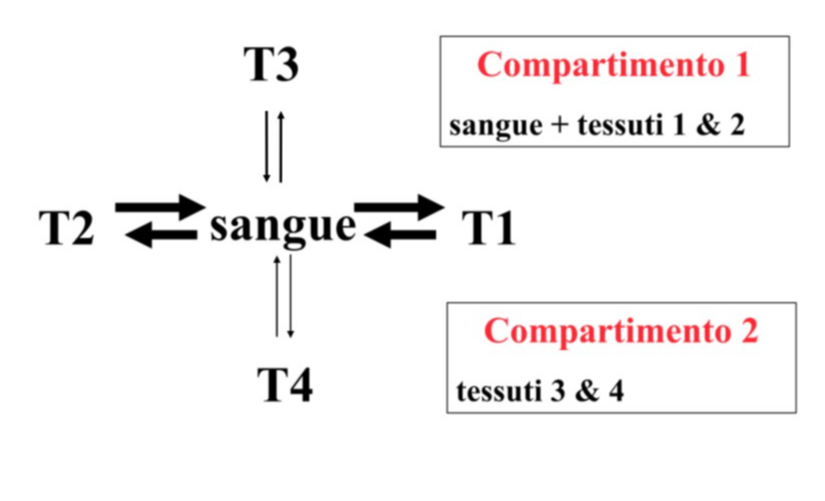 T3
Compartimento 1
sangue + tessuti 1 & 2
T2
sangue
T1
Compartimento 2
tessuti 3 & 4
T4